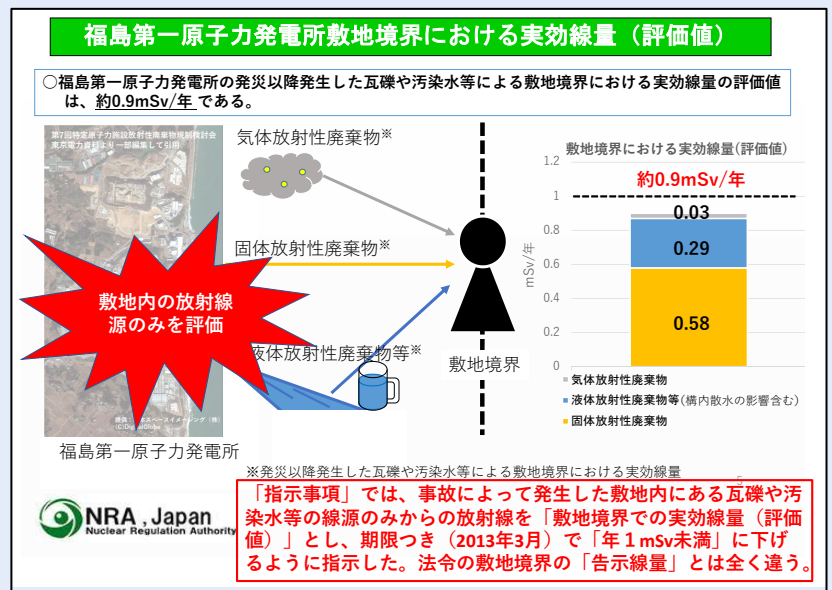 福島第一原子力発電所敷地境界における実効線量（評価値）
○福島第一原子力発電所の発災以降発生した瓦礫や汚染水等による敷地境界における実効線量の評価値
は、約0.9mSv/年 である。
第7回特定原子力施設放射性廃棄物規制検討会
東京電力資料より一部編集して引用
気体放射性廃棄物※
固体放射性廃棄物※
液体放射性廃棄物等※
敷地内の放射線
源のみを評価
(C)DigitalGlobe
福島第一原子力発電所
敷地境界
敷地境界における実効線量(評価値)
約0.9mSv/年
mSv/年
1.2
1
0.8
0.6
0.4
0.2
0
0.03
0.29
0.58
気体放射性廃棄物
液体放射性廃棄物等(構内散水の影響含む)
固体放射性廃棄物
※発災以降発生した瓦礫や汚染水等による敷地境界における実効線量
5
NRA , Japan
Nuclear Regulation Authority
「指示事項」では、事故によって発生した敷地内にある瓦礫や汚
染水等の線源のみからの放射線を「敷地境界での実効線量（評価
値）」とし、期限つき（2013年3月）で「年１mSv未満」に下げ
るように指示した。法令の敷地境界の「告示線量」とは全く違う。